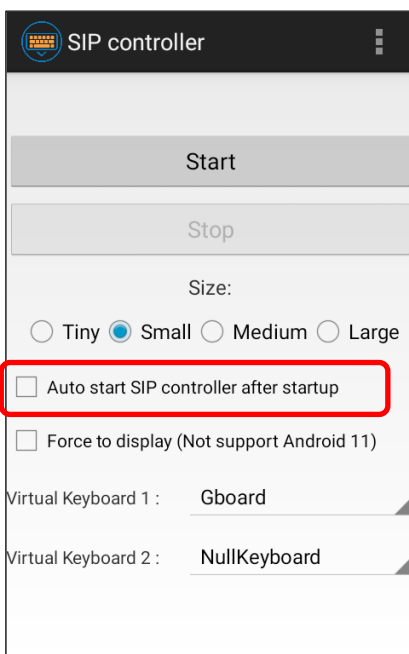 SIP controller
Start
Stop
Size:
Tiny Small Medium Large
Auto start SIP controller after startup
Force to display (Not support Android 11)
Virtual Keyboard 1 : Gboard
Virtual Keyboard 2 : NullKeyboard